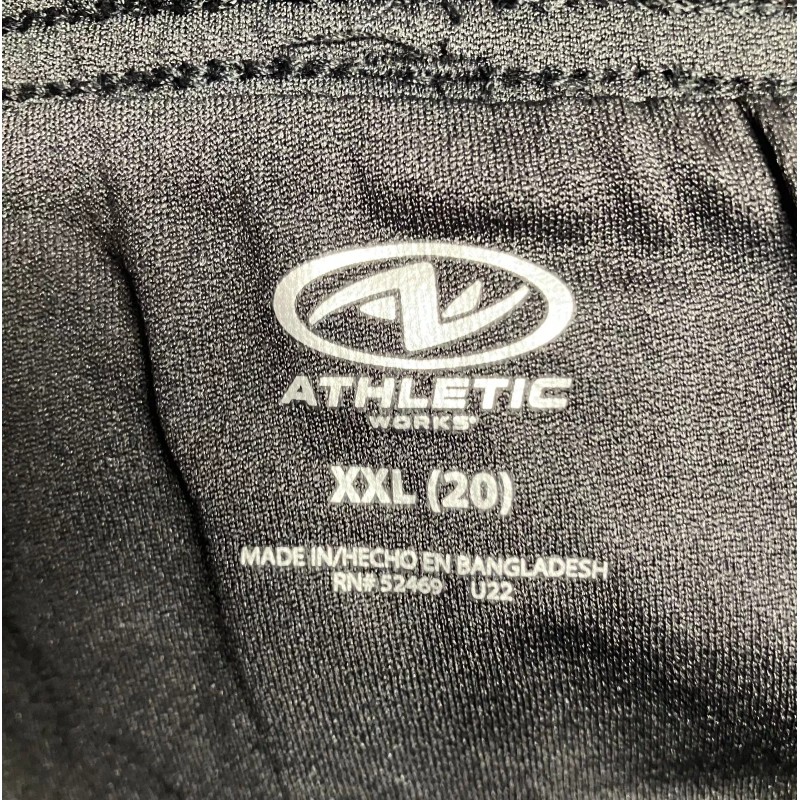 ATHLETIC
WORKS®
XXL (20)
MADE IN/HECHO EN BANGLADESH
RN# 52469 U22